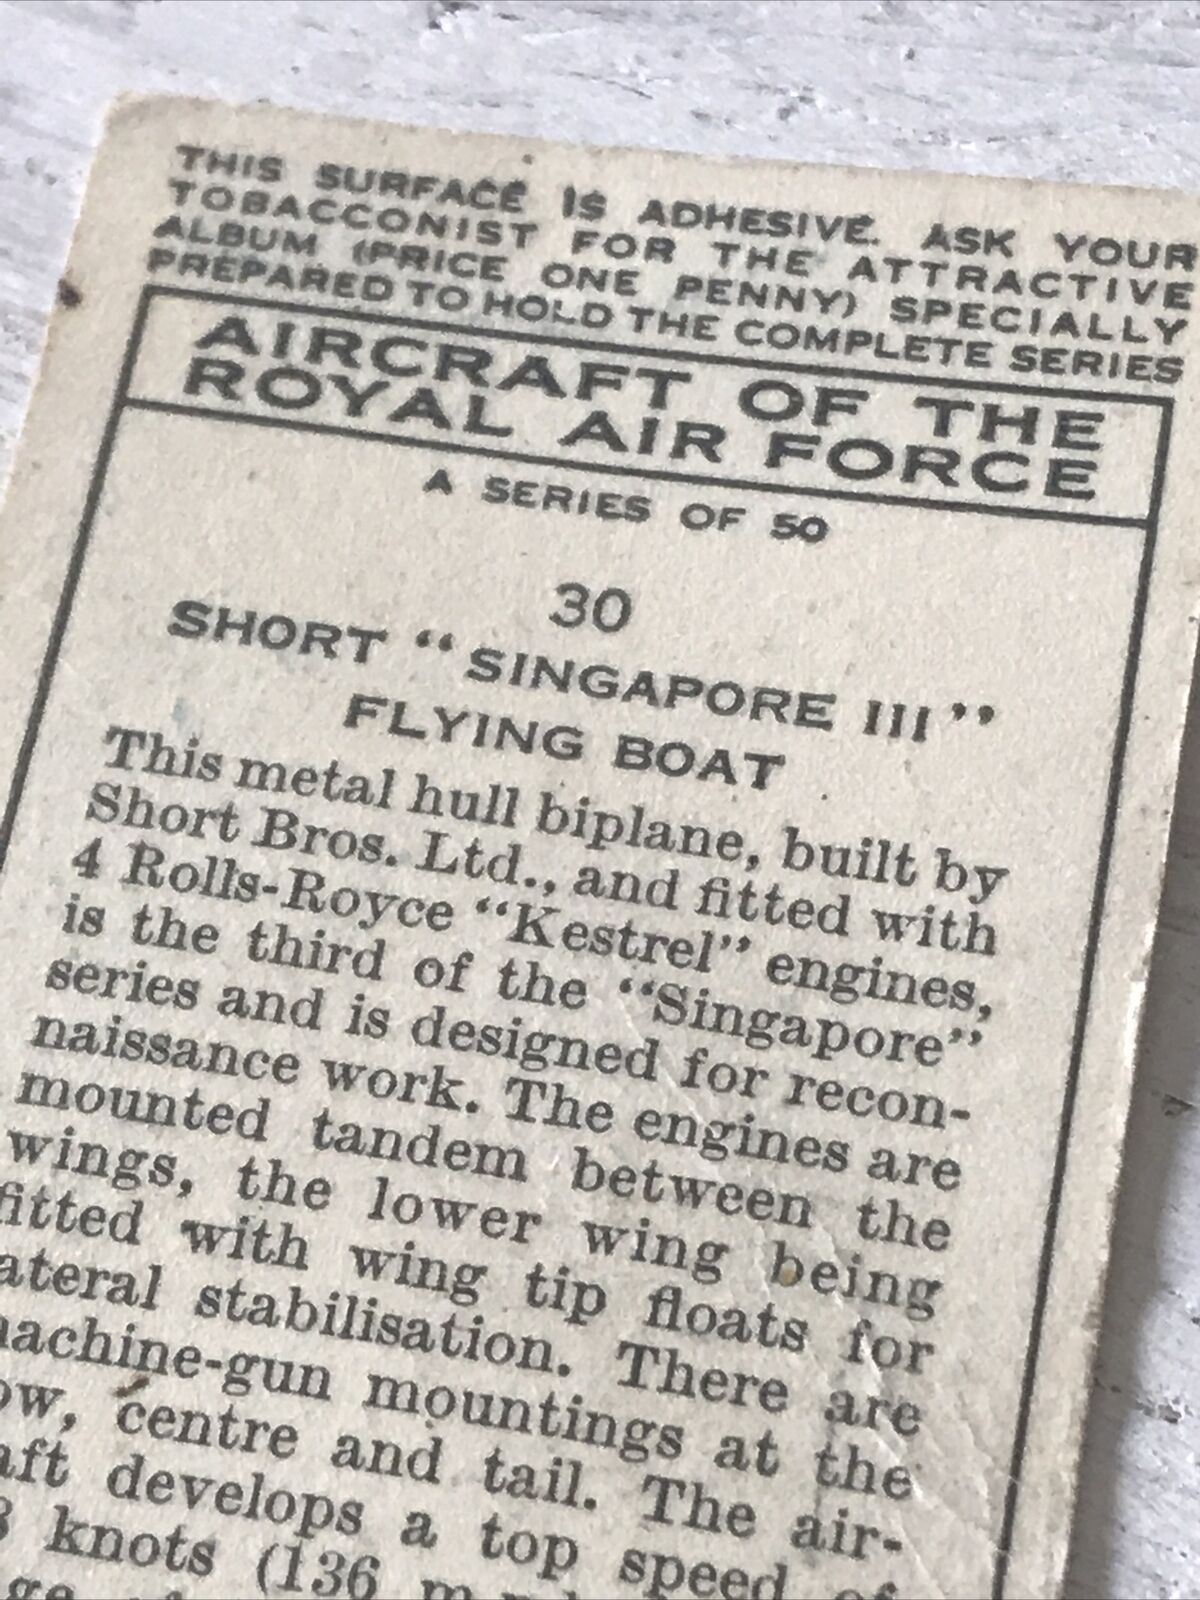 THIS SURFACE IS ADHESIVE. ASK YOUR
TOBACCONIST FOR THE ATTRACTIVE
ALBUM (PRICE ONE PENNY) SPECIALLY
PREPARED TO HOLD THE COMPLETE SERIES
AIRCRAFT OF THE
ROYAL AIR FORCE
A SERIES OF 50
30
SHORT “SINGAPORE III”
FLYING BOAT
This metal hull biplane, built by
Short Bros. Ltd., and fitted with
4 Rolls-Royce “Kestrel” engines,
is the third of the “Singapore”
series and is designed for recon-
naissance work. The engines are
mounted tandem between the
wings, the lower wing being
fitted with wing tip floats for
ateral stabilisation. There are
achine-gun mountings at the
ow, centre and tail. The air-
aft develops a top speed of
knots (136